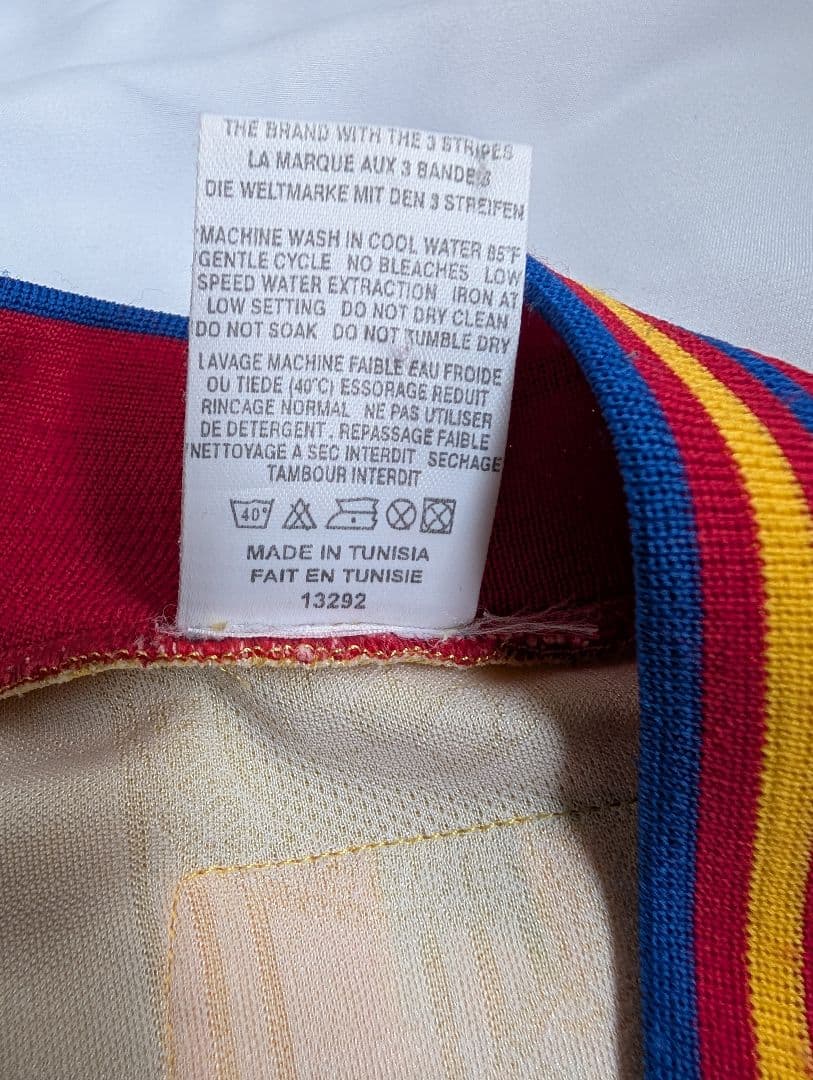 THE BRAND WITH THE 3 STRIPES
LA MARQUE AUX 3 BANDES
DIE WELTMARKE MIT DEN 3 STREIFEN
MACHINE WASH IN COOL WATER 85°F
GENTLE CYCLE NO BLEACHES LOW
SPEED WATER EXTRACTION IRON AT
LOW SETTING DO NOT DRY CLEAN
DO NOT SOAK DO NOT TUMBLE DRY
LAVAGE MACHINE FAIBLE EAU FROIDE
OU TIEDE (40°C) ESSORAGE REDUIT
RINCAGE NORMAL NE PAS UTILISER
DE DETERGENT. REPASSAGE FAIBLE
NETTOYAGE A SEC INTERDIT SECHAGE
TAMBOUR INTERDIT
40°
MADE IN TUNISIA
FAIT EN TUNISIE
13292